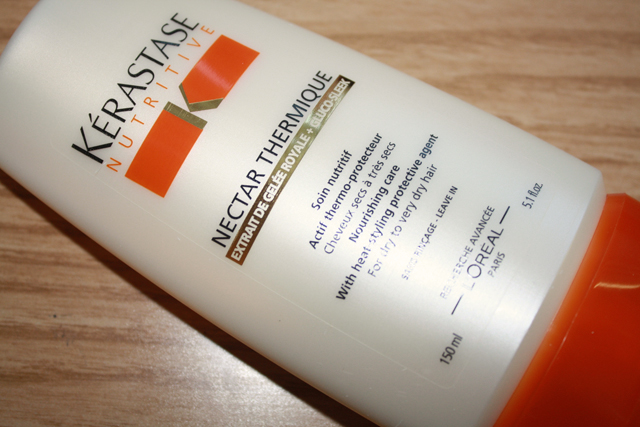 KÉRASTASE
NUTRITIVE
K
NECTAR THERMIQUE
EXTRAIT DE GELÉE ROYALE + GLUCO-SLEEK
Soin nutritif
Actif thermo-protecteur
Cheveux secs à très secs
Nourishing care
With heat styling protective agent
For dry to very dry hair
SANS RINÇAGE - LEAVE IN
RECHERCHE AVANCÉE
L'ORÉAL
PARIS
150 ml
5.1 fl.oz.